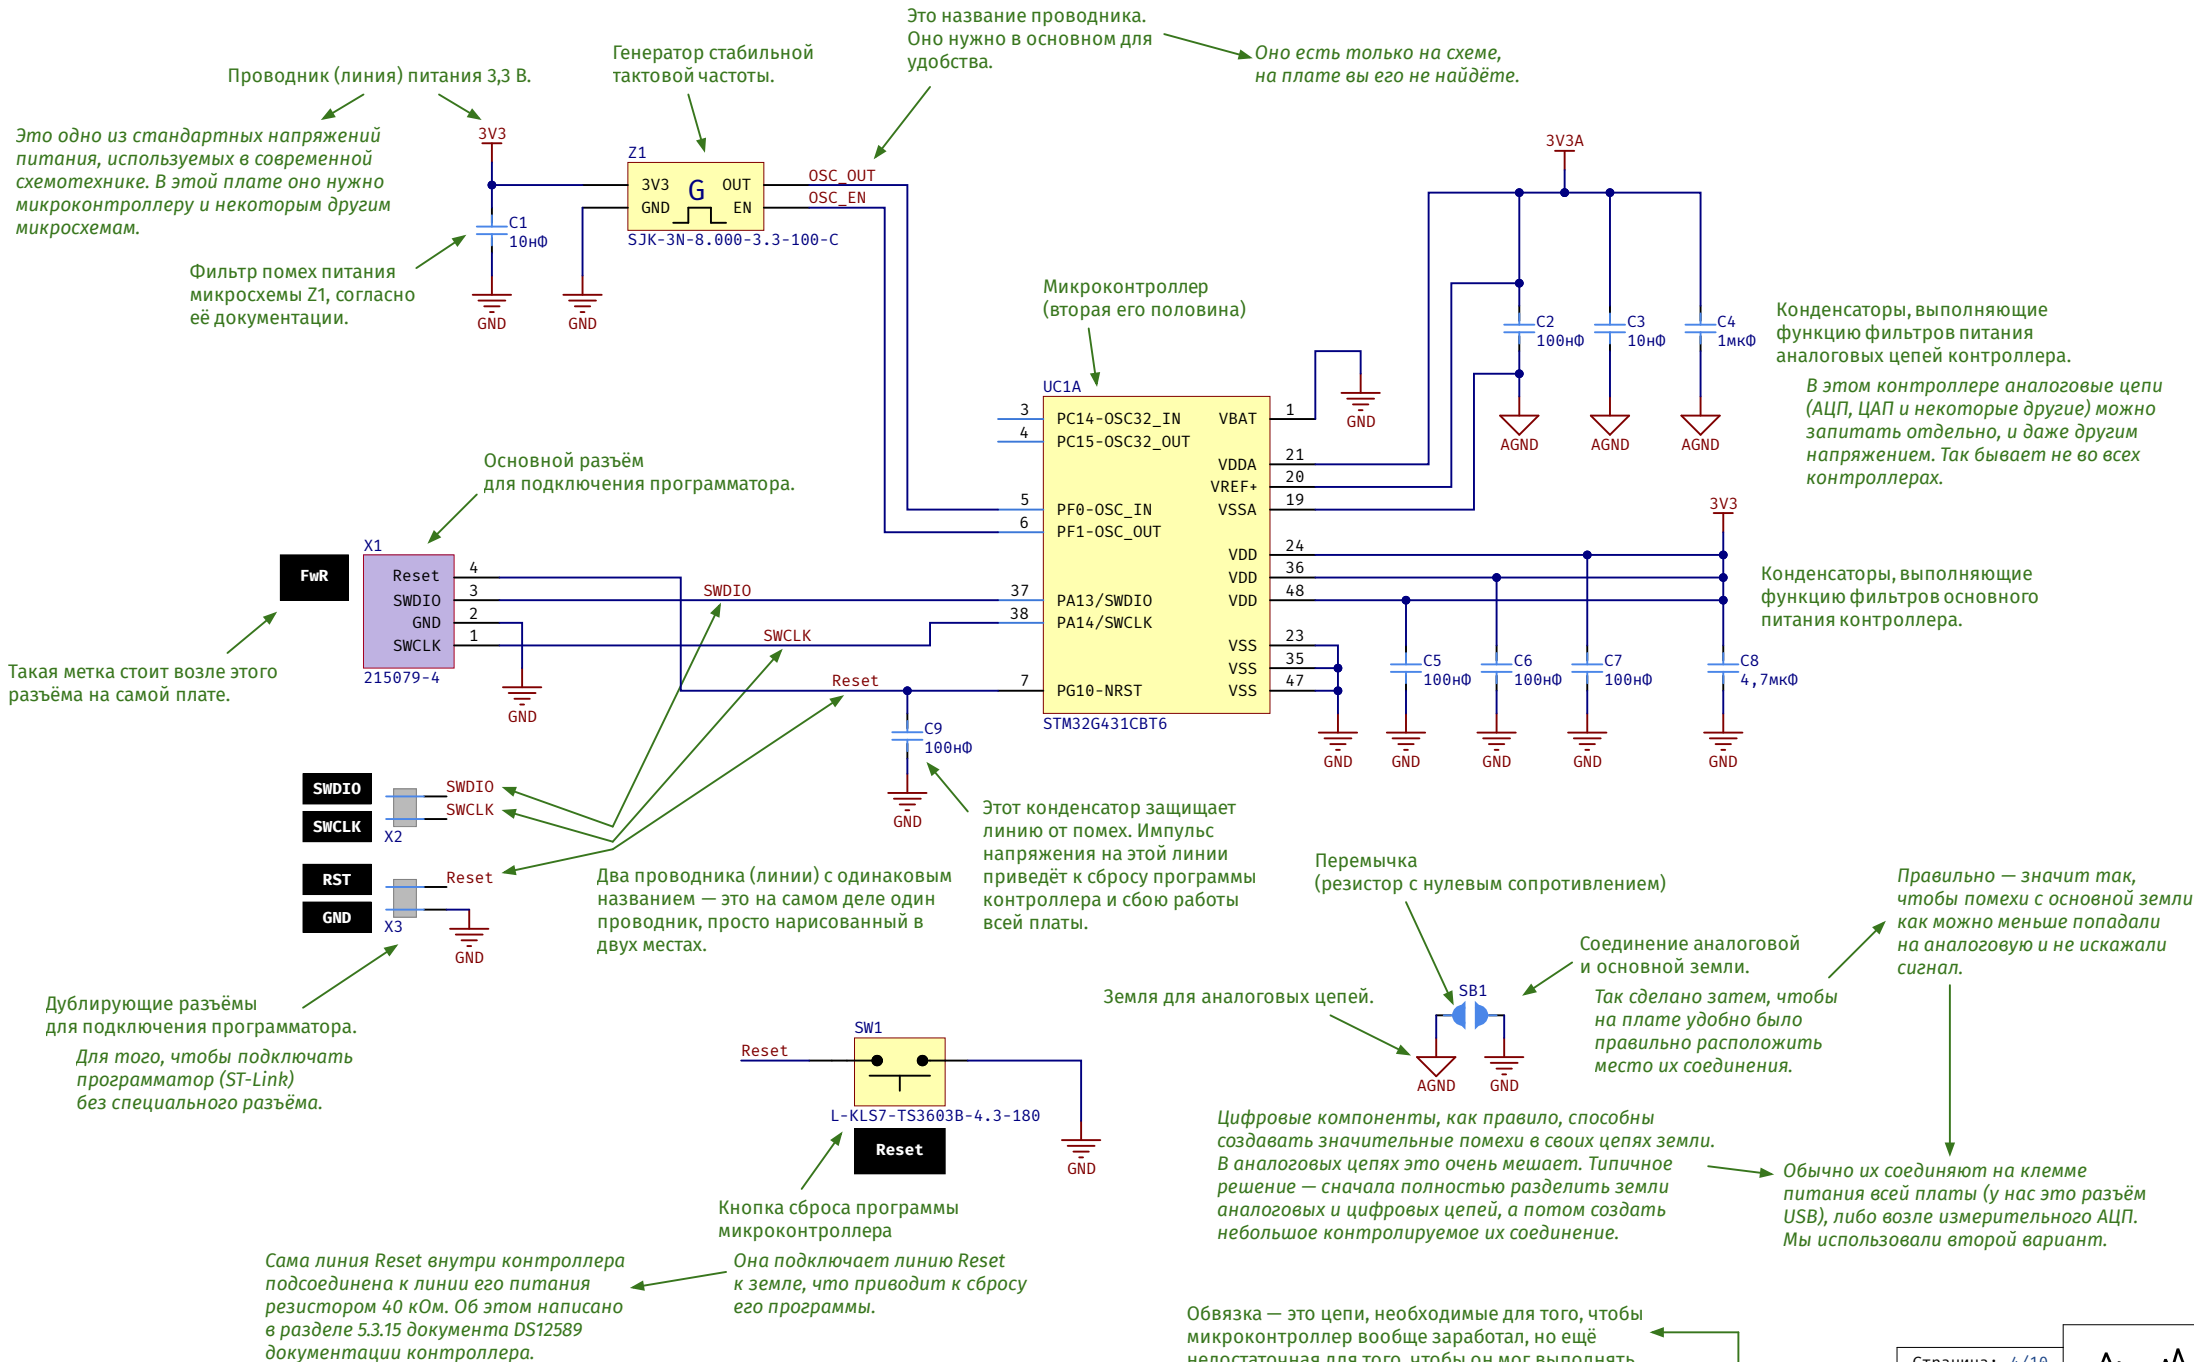 Это название проводника.
Оно нужно в основном для
удобства.
Оно есть только на схеме,
на плате вы его не найдёте.
Генератор стабильной
тактовой частоты.
Проводник (линия) питания 3,3 В.
Это одно из стандартных напряжений
питания, используемых в современной
схемотехнике. В этой плате оно нужно
микроконтроллеру и некоторым другим
микросхемам.
3V3
C1
10нФ
GND
Фильтр помех питания
микросхемы Z1, согласно
её документации.
Z1
3V3 G OUT
GND EN
SJK-3N-8.000-3.3-100-C
OSC_OUT
OSC_EN
GND
Микроконтроллер
(вторая его половина)
3V3A
C2
100нФ
C3
10нФ
C4
1мкФ
AGND
AGND
AGND
Конденсаторы, выполняющие
функцию фильтров питания
аналоговых цепей контроллера.
В этом контроллере аналоговые цепи
(АЦП, ЦАП и некоторые другие) можно
запитать отдельно, и даже другим
напряжением. Так бывает не во всех
контроллерах.
UC1A
3 PC14-OSC32_IN VBAT 1
4 PC15-OSC32_OUT
VDDA 21
VREF+ 20
5 PF0-OSC_IN VSSA 19
6 PF1-OSC_OUT
VDD 24
VDD 36
37 PA13/SWDIO VDD 48
38 PA14/SWCLK
VSS 23
VSS 35
7 PG10-NRST VSS 47
STM32G431CBT6
GND
Основной разъём
для подключения программатора.
X1
FwR
Reset 4
SWDIO 3
GND 2
SWCLK 1
215079-4
GND
SWDIO
SWCLK
Reset
Такая метка стоит возле этого
разъёма на самой плате.
C9
100нФ
GND
3V3
Конденсаторы, выполняющие
функцию фильтров основного
питания контроллера.
C5
100нФ
C6
100нФ
C7
100нФ
C8
4,7мкФ
GND
GND
GND
GND
GND
SWDIO
SWCLK
X2
SWDIO
SWCLK
RST
GND
X3
Reset
GND
Два проводника (линии) с одинаковым
названием — это на самом деле один
проводник, просто нарисованный в
двух местах.
Этот конденсатор защищает
линию от помех. Импульс
напряжения на этой линии
приведёт к сбросу программы
контроллера и сбою работы
всей платы.
Дублирующие разъёмы
для подключения программатора.
Для того, чтобы подключать
программатор (ST-Link)
без специального разъёма.
Перемычка
(резистор с нулевым сопротивлением)
Соединение аналоговой
и основной земли.
Так сделано затем, чтобы
на плате удобно было
правильно расположить
место их соединения.
Правильно — значит так,
чтобы помехи с основной земли
как можно меньше попадали
на аналоговую и не искажали
сигнал.
Земля для аналоговых цепей.
SB1
AGND
GND
SW1
Reset
L-KLS7-TS3603B-4.3-180
Reset
GND
Цифровые компоненты, как правило, способны
создавать значительные помехи в своих цепях земли.
В аналоговых цепях это очень мешает. Типичное
решение — сначала полностью разделить земли
аналоговых и цифровых цепей, а потом создать
небольшое контролируемое их соединение.
Обычно их соединяют на клемме
питания всей платы (у нас это разъём
USB), либо возле измерительного АЦП.
Мы использовали второй вариант.
Кнопка сброса программы
микроконтроллера
Она подключает линию Reset
к земле, что приводит к сбросу
его программы.
Сама линия Reset внутри контроллера
подсоединена к линии его питания
резистором 40 кОм. Об этом написано
в разделе 5.3.15 документа DS12589
документации контроллера.
Обвязка — это цепи, необходимые для того, чтобы
микроконтроллер вообще заработал, но ещё
недостаточная для того, чтобы он мог выполнять
Страница: 4/10